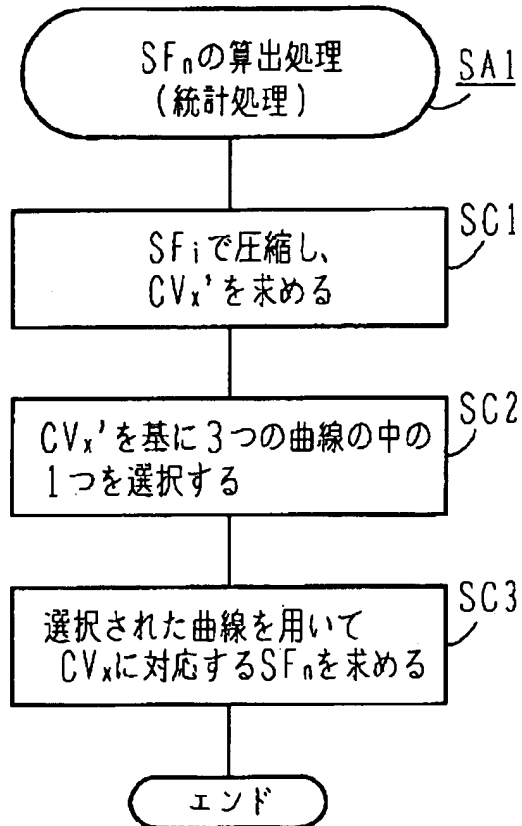 SFnの算出処理
(統計処理)
SA1
SC1
SFiで圧縮し、
CVx'を求める
SC2
CVx'を基に3つの曲線の中の
1つを選択する
SC3
選択された曲線を用いて
CVxに対応するSFnを求める
エンド